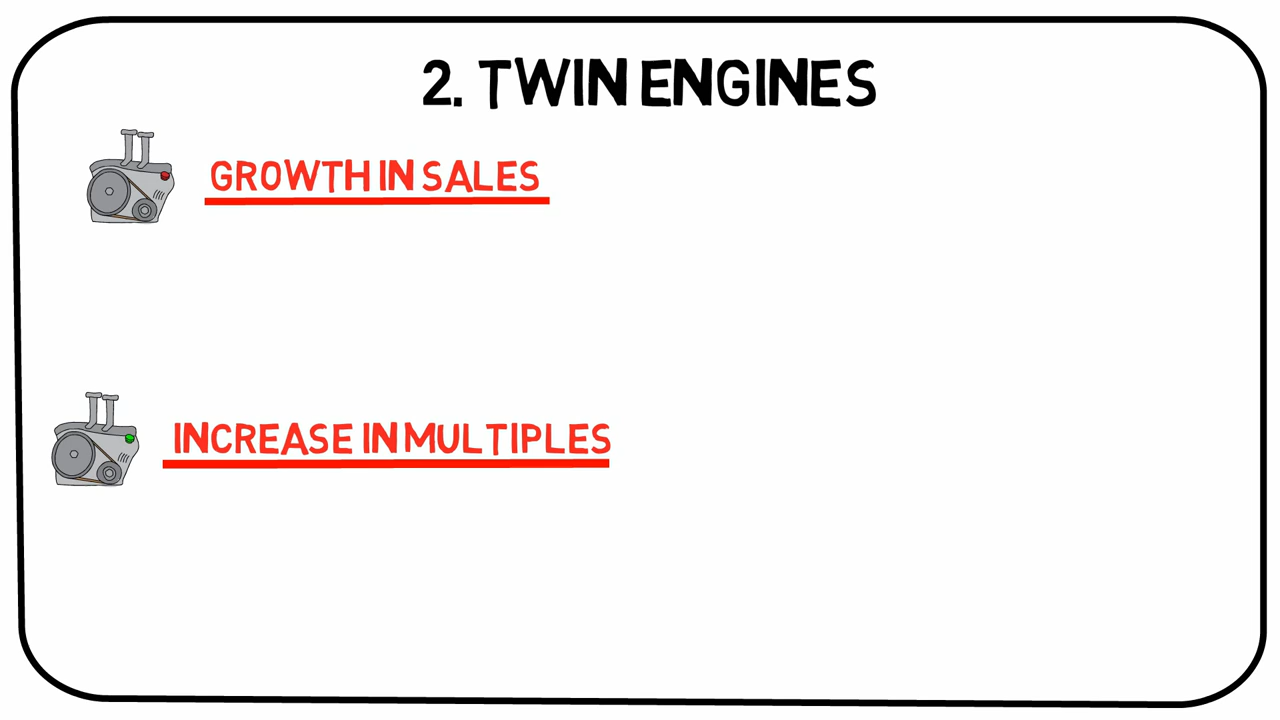 2. TWIN ENGINES
GROWTH IN SALES
INCREASE IN MULTIPLES